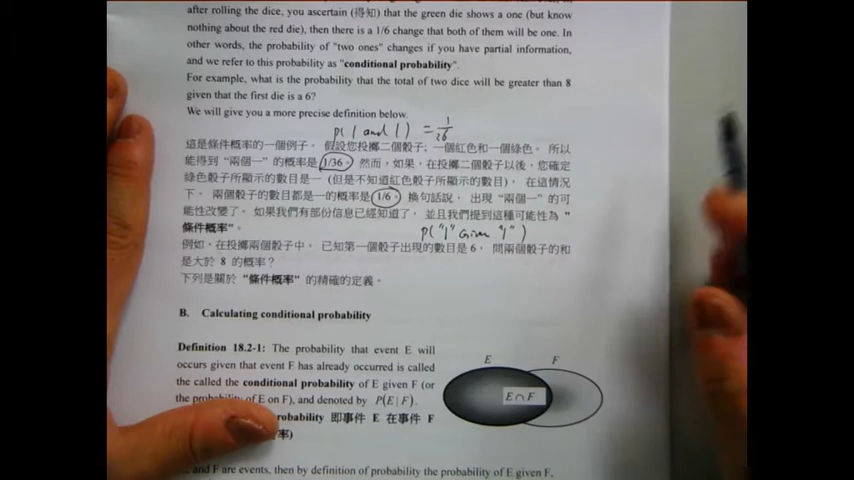 after rolling the dice, you ascertain (得知) that the green die shows a one (but know
nothing about the red die), then there is a 1/6 change that both of them will be one. In
other words, the probability of "two ones" changes if you have partial information,
and we refer to this probability as "conditional probability".
For example, what is the probability that the total of two dice will be greater than 8
given that the first die is a 6?
We will give you a more precise definition below.
p( 1 and 1 ) = 1/36
這是條件概率的一個例子。 假設您投擲二個骰子; 一個紅色和一個綠色。 所以
能得到 "兩個一" 的概率是 1/36。 然而，如果，在投擲二個骰子以後，您確定
綠色骰子所顯示的數目是一 (但是不知道紅色骰子所顯示的數目)。 在這情況
下， 兩個骰子的數目都是一的概率是 1/6。 換句話說， 出現 "兩個一" 的可
能性改變了。 如果我們有部份信息已經知道了， 並且我們提到這種可能性為 "
條件概率"。
p( "1" Given "1" )
例如，在投擲兩個骰子中， 已知第一個骰子出現的數目是 6， 問兩個骰子的和
是大於 8 的概率？
下列是關於 "條件概率" 的精確的定義。
B. Calculating conditional probability
Definition 18.2-1: The probability that event E will
occurs given that event F has already occurred is called
the called the conditional probability of E given F (or
the probability of E on F), and denoted by P(E | F).
probability 即事件 E 在事件 F
率)
E F
E ∩ F
and F are events, then by definition of probability the probability of E given F,